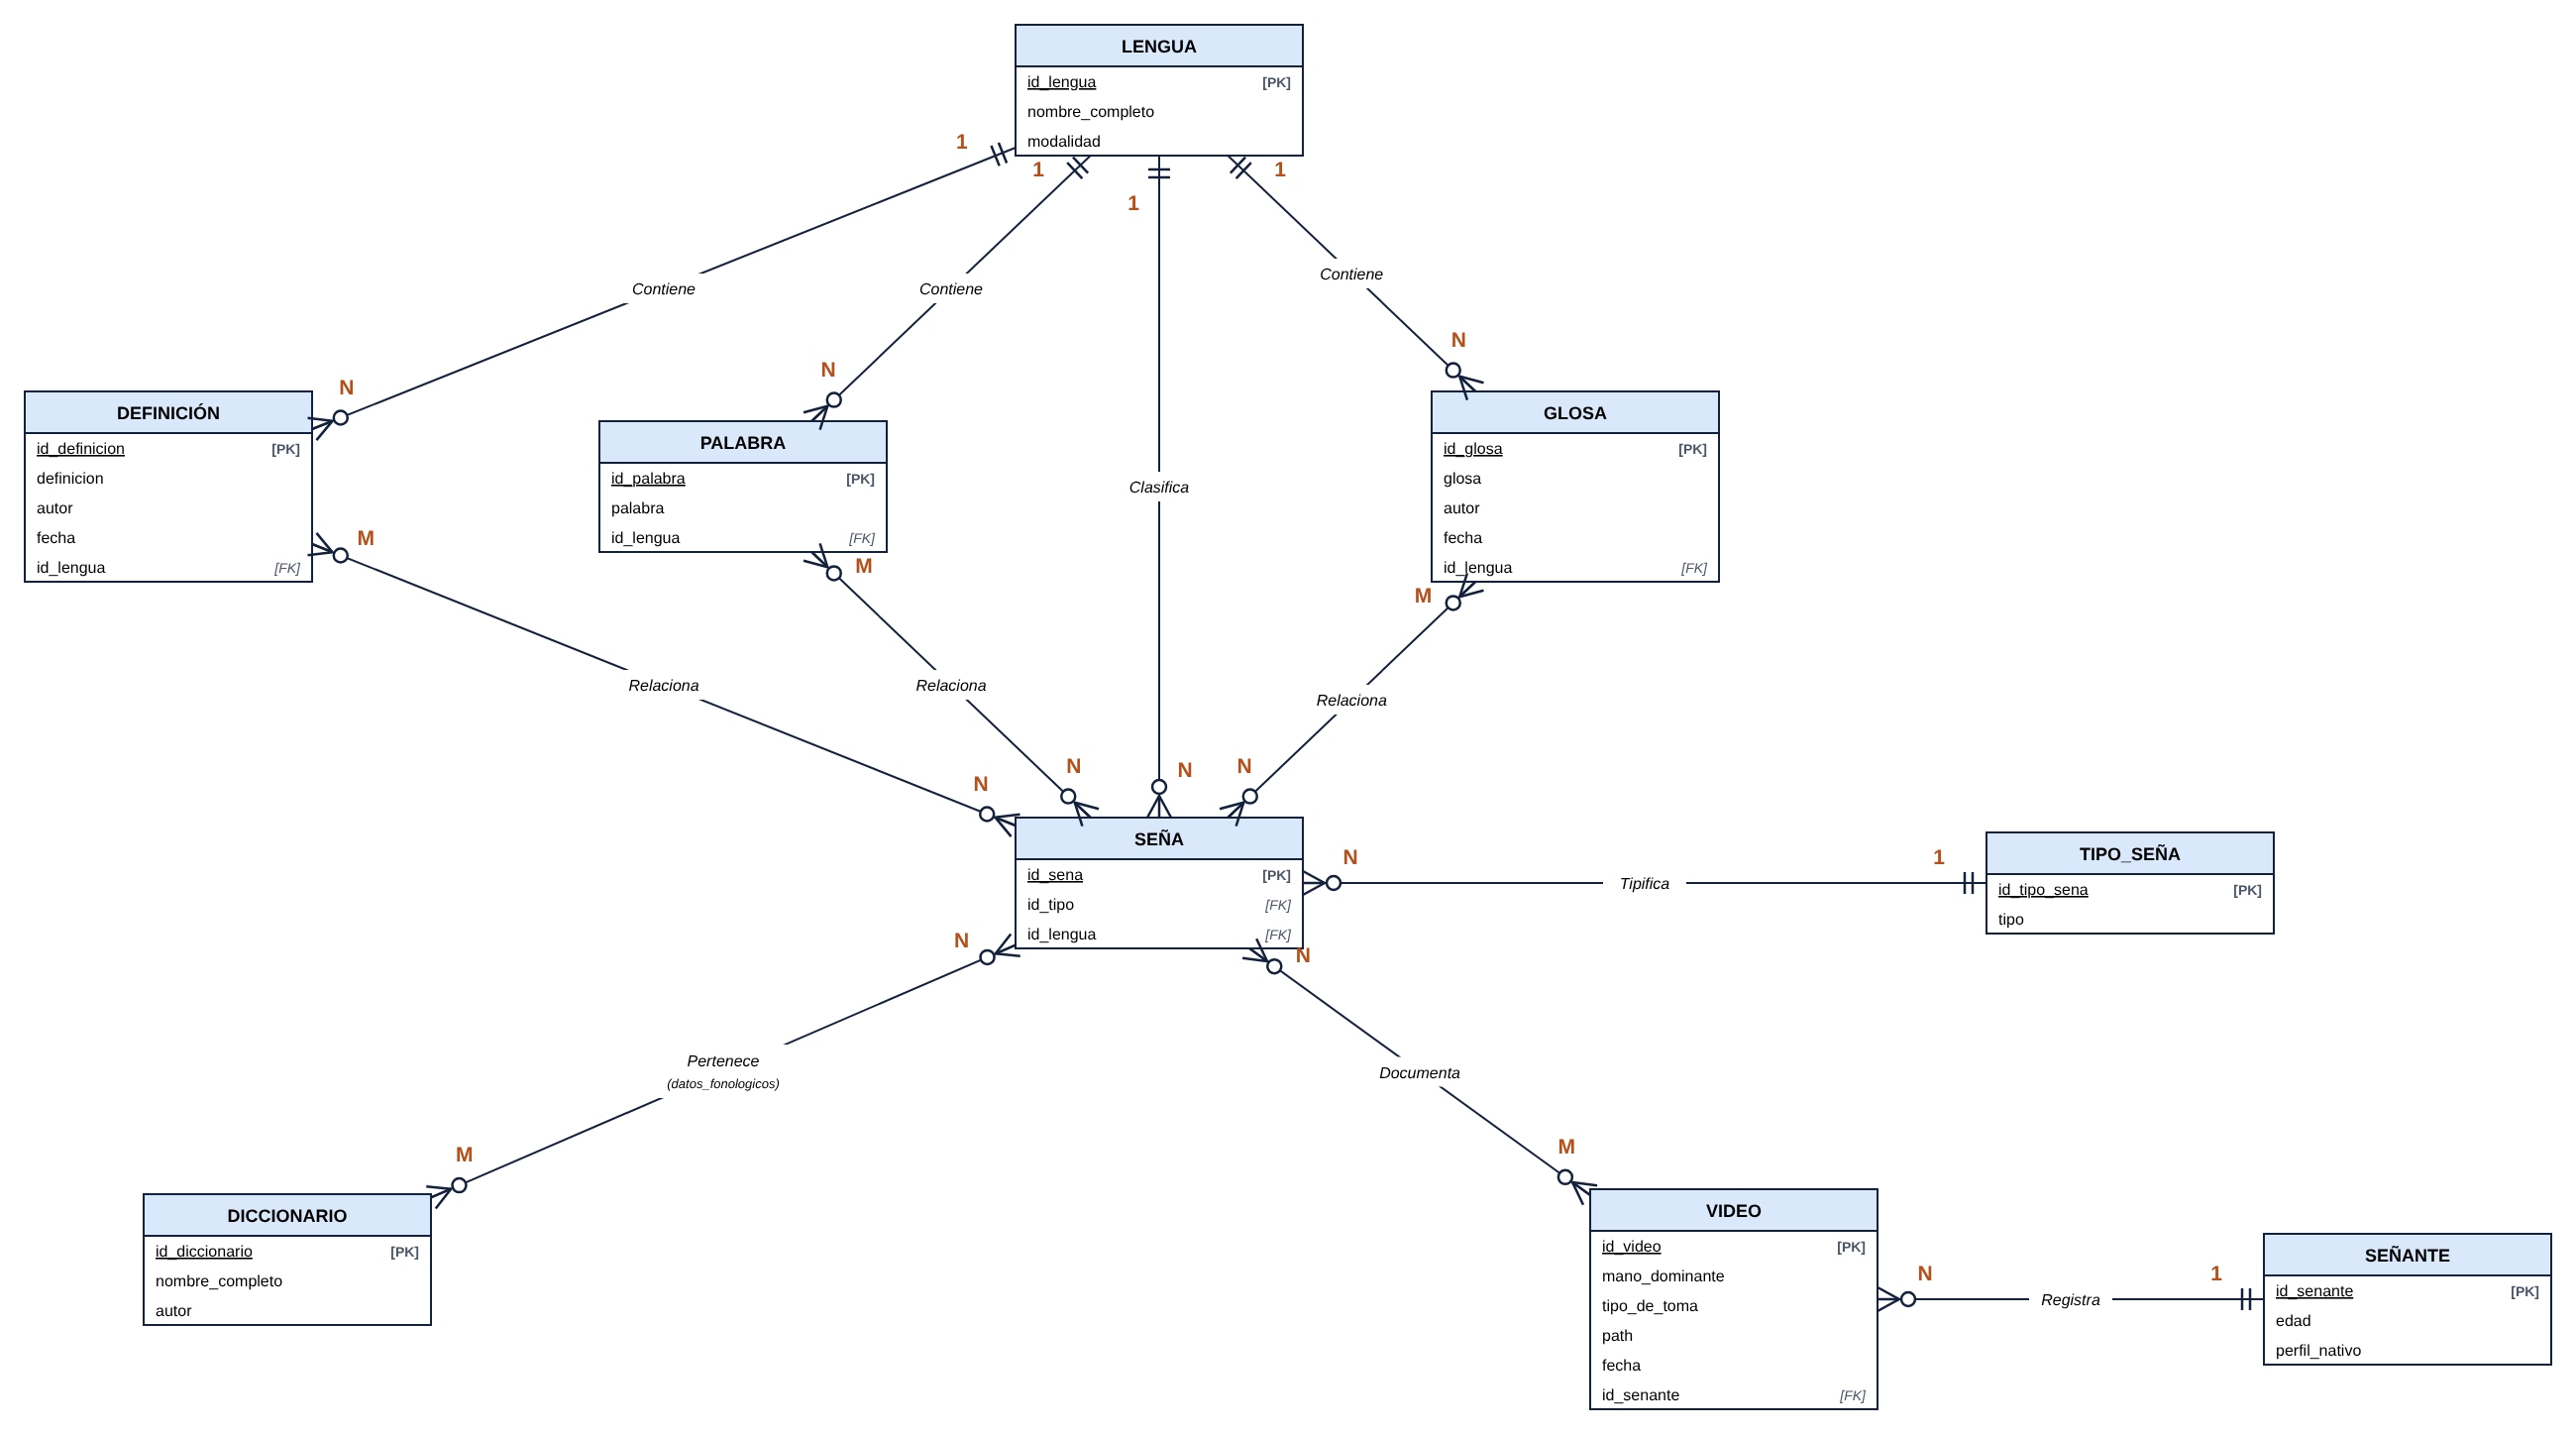 LENGUA
id_lengua [PK]
nombre_completo
modalidad
1
1
1
1
Contiene
Contiene
Contiene
N
N
N
DEFINICIÓN
id_definicion [PK]
definicion
autor
fecha
id_lengua [FK]
M
PALABRA
id_palabra [PK]
palabra
id_lengua [FK]
M
Clasifica
GLOSA
id_glosa [PK]
glosa
autor
fecha
id_lengua [FK]
M
Relaciona
Relaciona
Relaciona
N
N
N
N
SEÑA
id_sena [PK]
id_tipo [FK]
id_lengua [FK]
N
Tipifica
1
TIPO_SEÑA
id_tipo_sena [PK]
tipo
N
N
Pertenece
(datos_fonologicos)
Documenta
M
M
DICCIONARIO
id_diccionario [PK]
nombre_completo
autor
VIDEO
id_video [PK]
mano_dominante
tipo_de_toma
path
fecha
id_senante [FK]
N
Registra
1
SEÑANTE
id_senante [PK]
edad
perfil_nativo